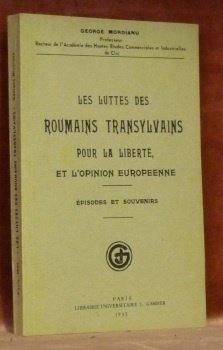 GEORGE MOROIANU
Professeur
Recteur de l'Académie des Hautes Études Commerciales et Industrielles
de Cluj
LES LUTTES DES
ROUMAINS TRANSYLVAINS
POUR LA LIBERTÉ,
ET L'OPINION EUROPÉENNE
ÉPISODES ET SOUVENIRS
PARIS
LIBRAIRIE UNIVERSITAIRE J. GAMBER
1933